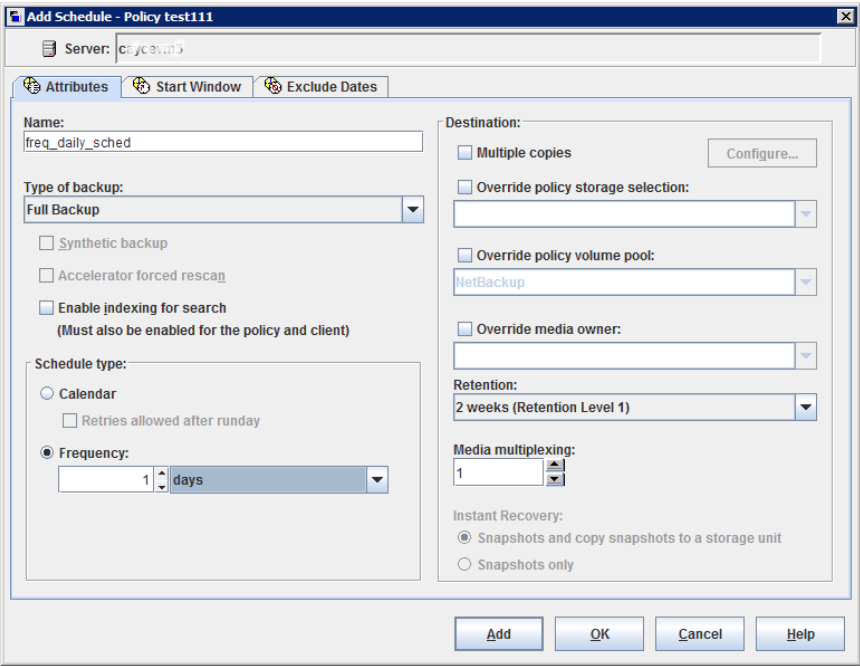 Add Schedule - Policy test111
Server:
Attributes
Start Window
Exclude Dates
Name:
freq_daily_sched
Type of backup:
Full Backup
Synthetic backup
Accelerator forced rescan
Enable indexing for search
(Must also be enabled for the policy and client)
Schedule type:
Calendar
Retries allowed after runday
Frequency:
1 days
Destination:
Multiple copies
Configure...
Override policy storage selection:
Override policy volume pool:
NetBackup
Override media owner:
Retention:
2 weeks (Retention Level 1)
Media multiplexing:
1
Instant Recovery:
Snapshots and copy snapshots to a storage unit
Snapshots only
Add
OK
Cancel
Help